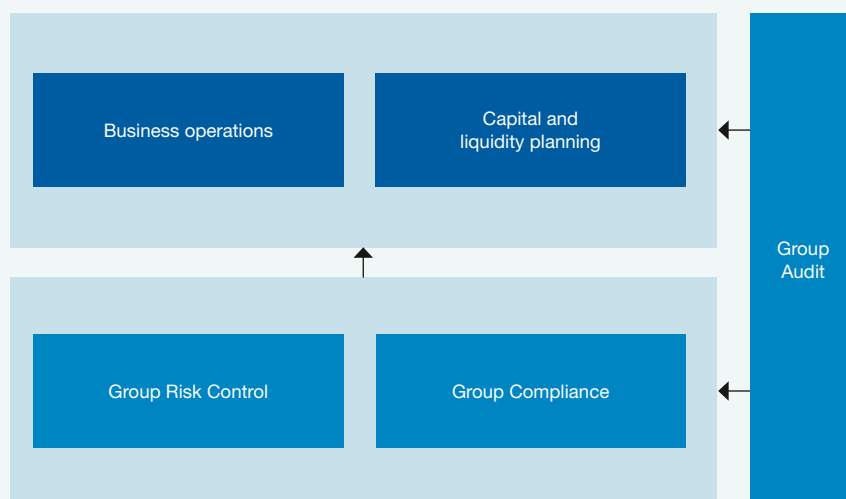 Business operations
Capital and
liquidity planning
Group
Audit
Group Risk Control
Group Compliance